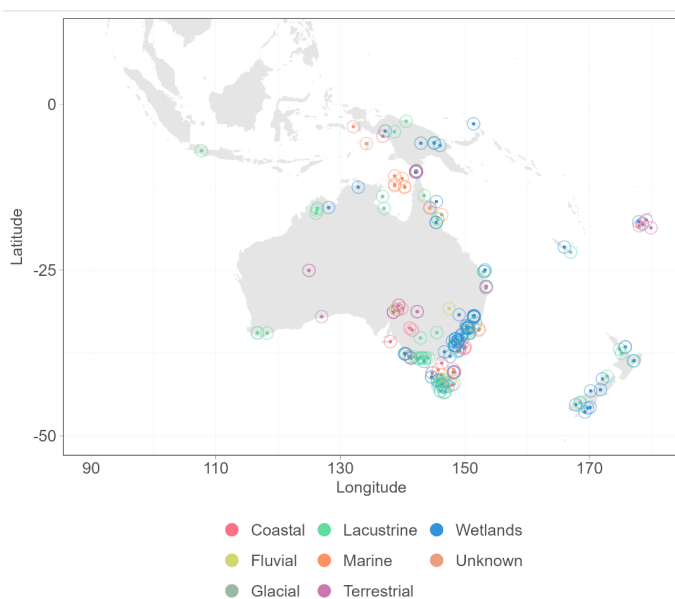 0
-25
-50
Latitude
90 110 130 150 170
Longitude
Coastal Lacustrine Wetlands
Fluvial Marine Unknown
Glacial Terrestrial